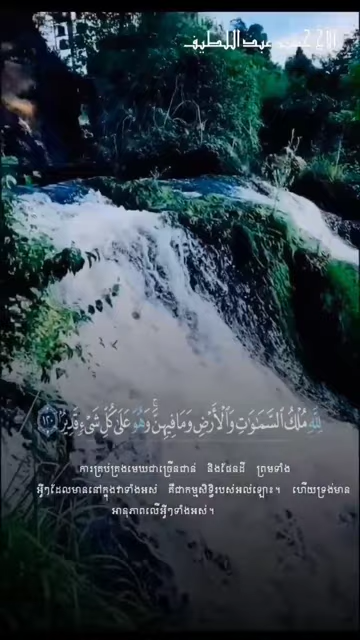 عبداللطيف
لِلَّهِ مُلْكُ السَّمَٰوَٰتِ وَالْأَرْضِ وَمَا فِيهِنَّ ۚ وَهُوَ عَلَىٰ كُلِّ شَىْءٍ قَدِيرٌۢ ١٢٠
ការគ្រប់គ្រងមេឃជាច្រើនជាន់ និងផែនដី ព្រមទាំង
អ្វីៗដែលមាននៅក្នុងវាទាំងអស់ គឺជាកម្មសិទ្ធិរបស់អល់ឡោះ។ ហើយទ្រង់មាន
អានុភាពលើអ្វីៗទាំងអស់។